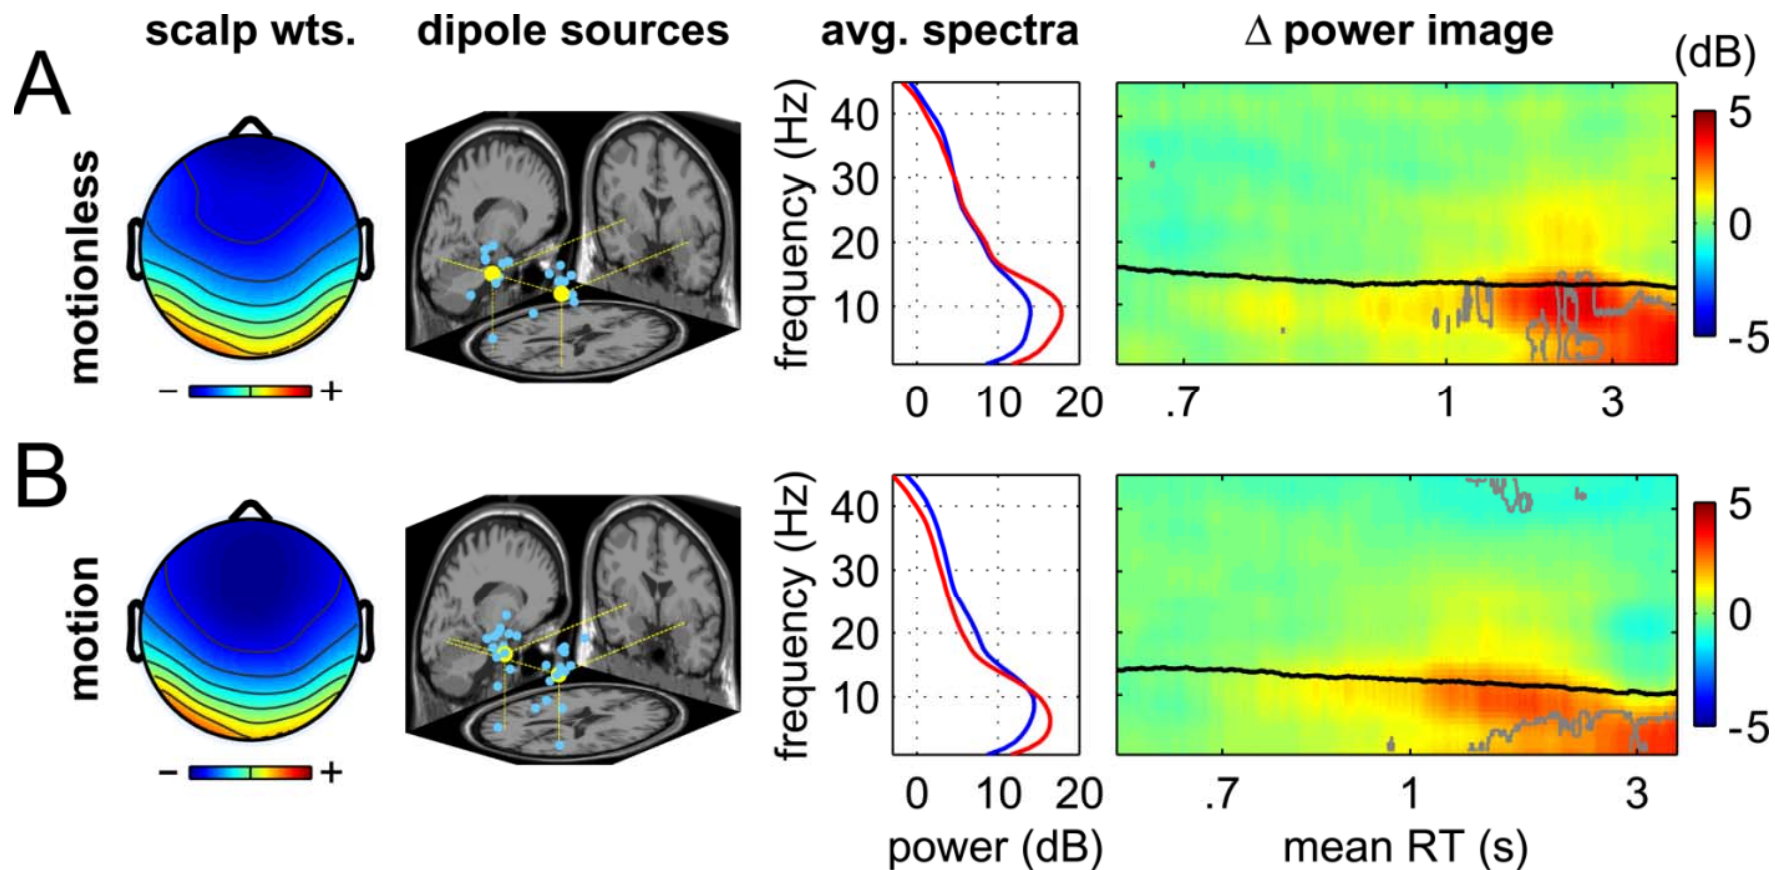 scalp wts. dipole sources avg. spectra Δ power image
(dB)
A
motionless
− +
frequency (Hz)
40
30
20
10
0 10 20
.7 1 3
5
0
-5
B
motion
− +
frequency (Hz)
40
30
20
10
0 10 20
power (dB)
.7 1 3
mean RT (s)
5
0
-5